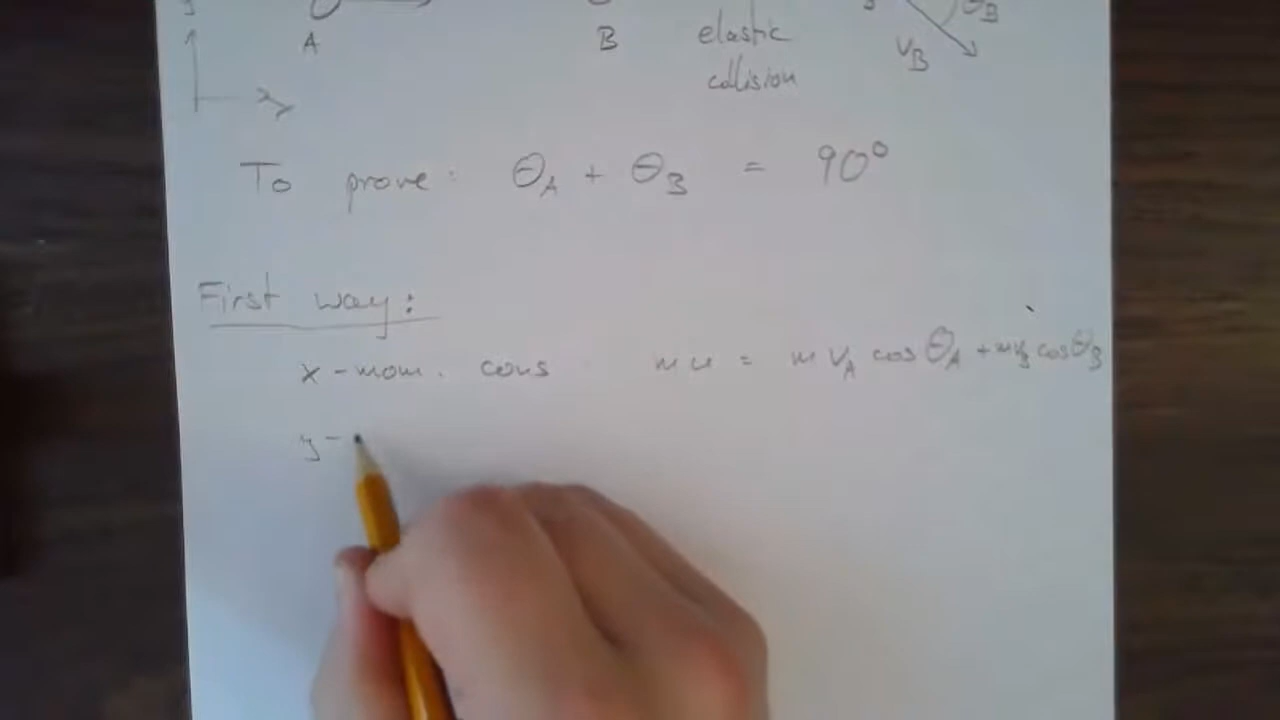 A B elastic v_B θ_B
collision
To prove: θ_A + θ_B = 90°
First way:
x-mom. cons mu = m v_A cos θ_A + m v_B cos θ_B
y-